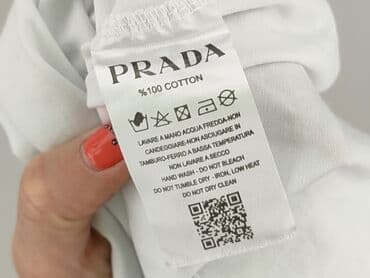 PRADA
%100 COTTON
LAVARE A MANO ACQUA FREDDA-NON
CANDEGGIARE-NON ASCIUGARE IN
TAMBURO-FERRO A BASSA TEMPERATURA
NON LAVARE A SECCO
HAND WASH - DO NOT BLEACH
DO NOT TUMBLE DRY - IRON, LOW HEAT
DO NOT DRY CLEAN